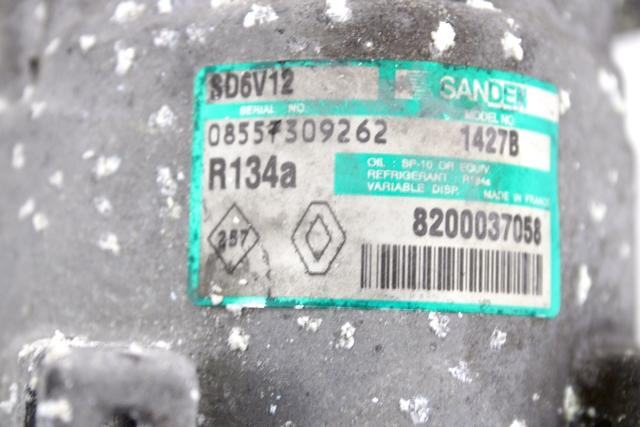 SD6V12 SANDEN
SERIAL NO. MODEL NO.
08557309262 1427B
R134a
OIL : SP-10 OR EQUIV
REFRIGERANT : R134a
VARIABLE DISP. MADE IN FRANCE
257
8200037058